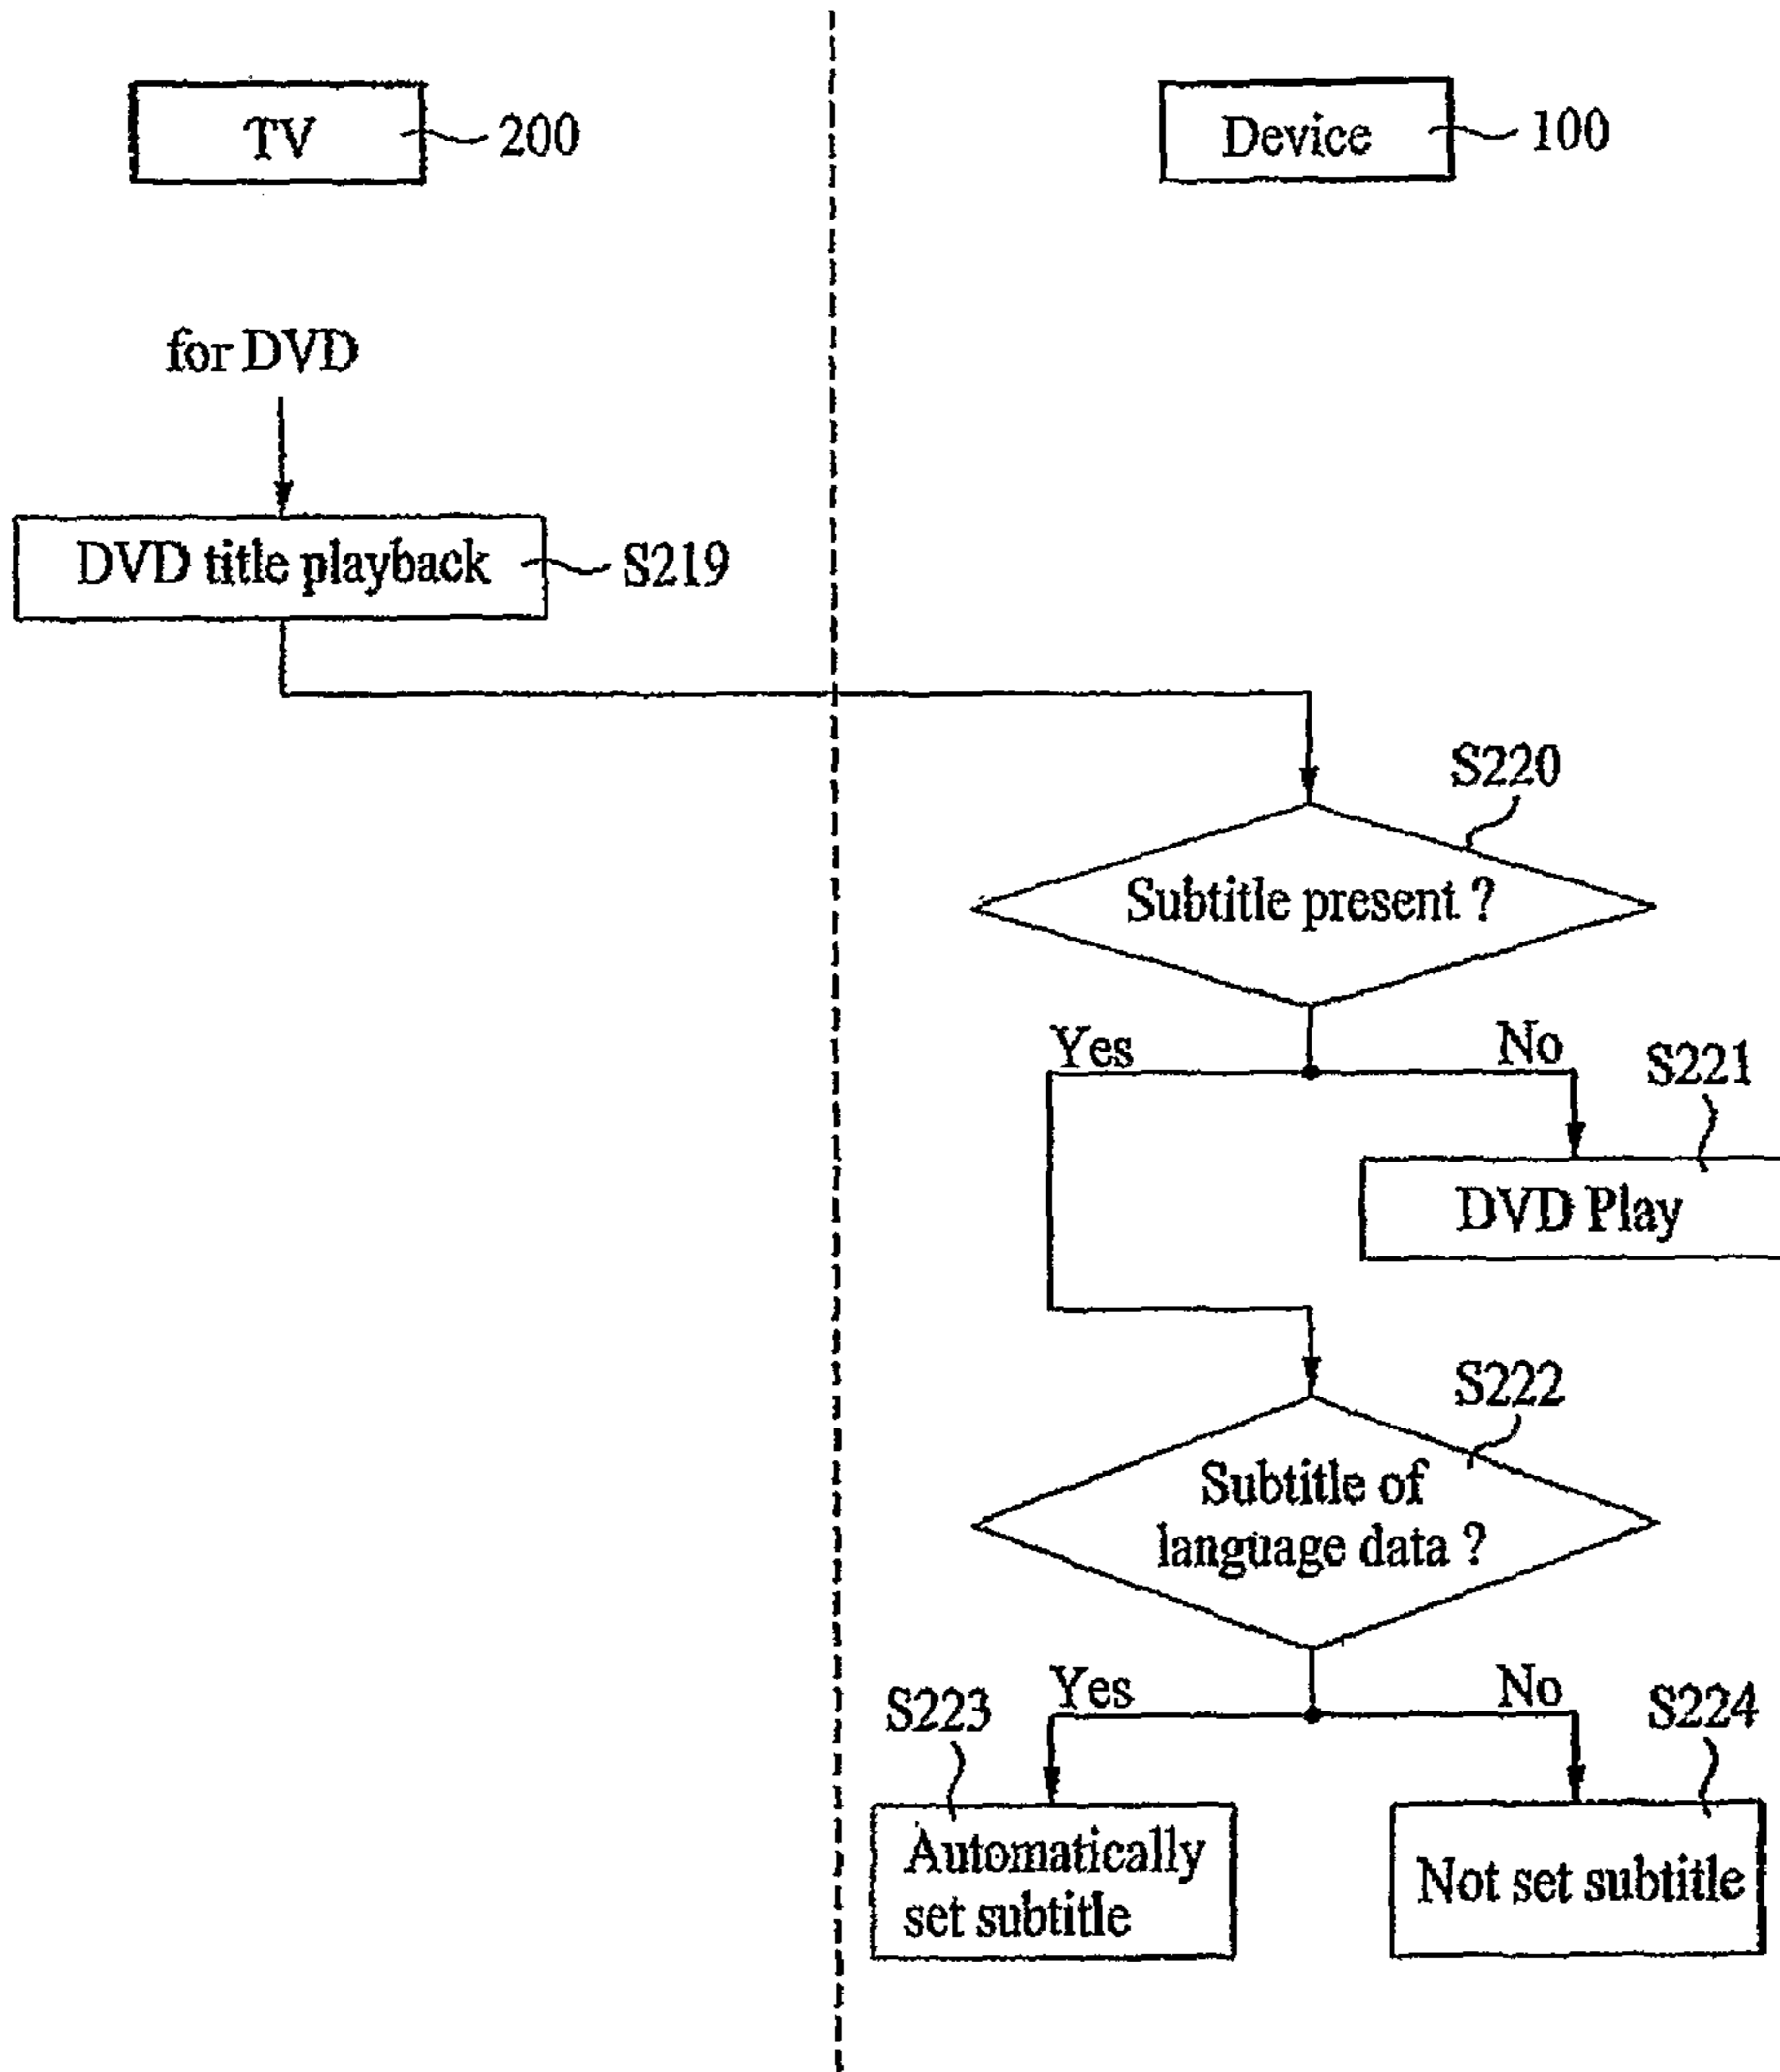 TV
200
Device
100
for DVD
DVD title playback
S219
S220
Subtitle present ?
Yes
No
S221
DVD Play
S222
Subtitle of
language data ?
Yes
No
S223
S224
Automatically
set subtitle
Not set subtitle